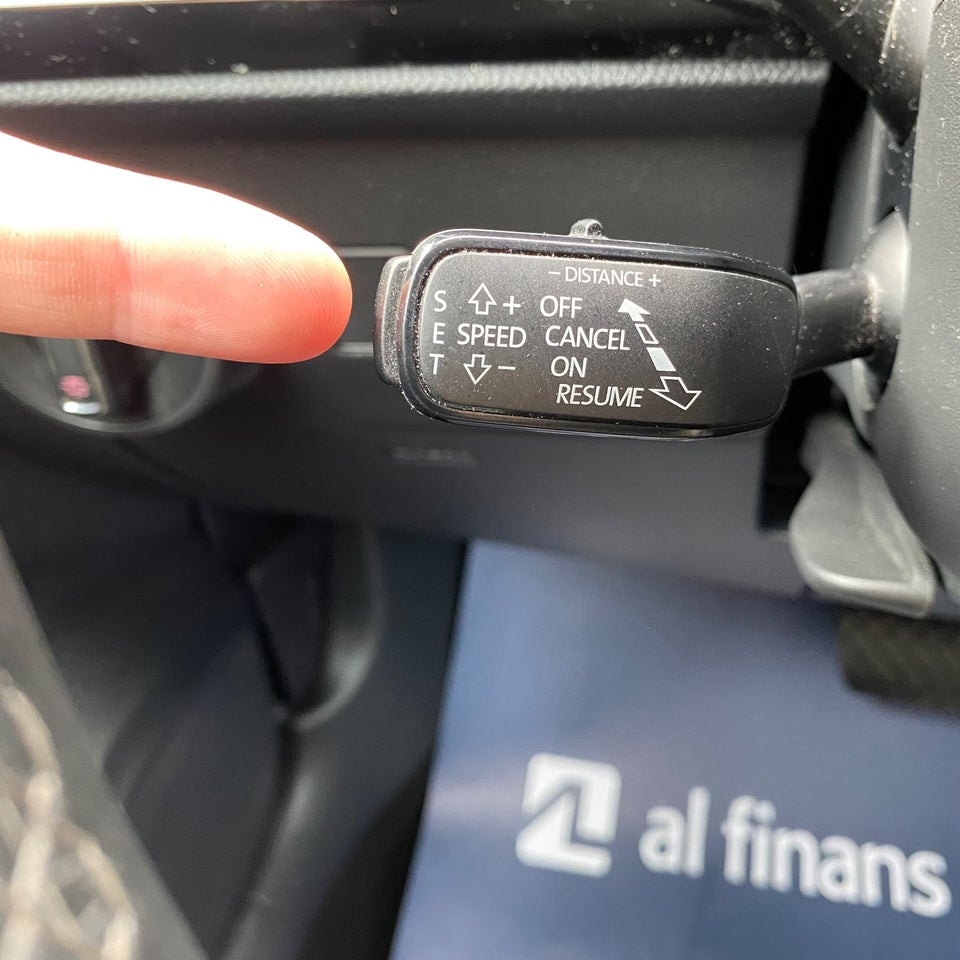 - DISTANCE +
S + OFF
E SPEED CANCEL
T - ON
RESUME
al finans